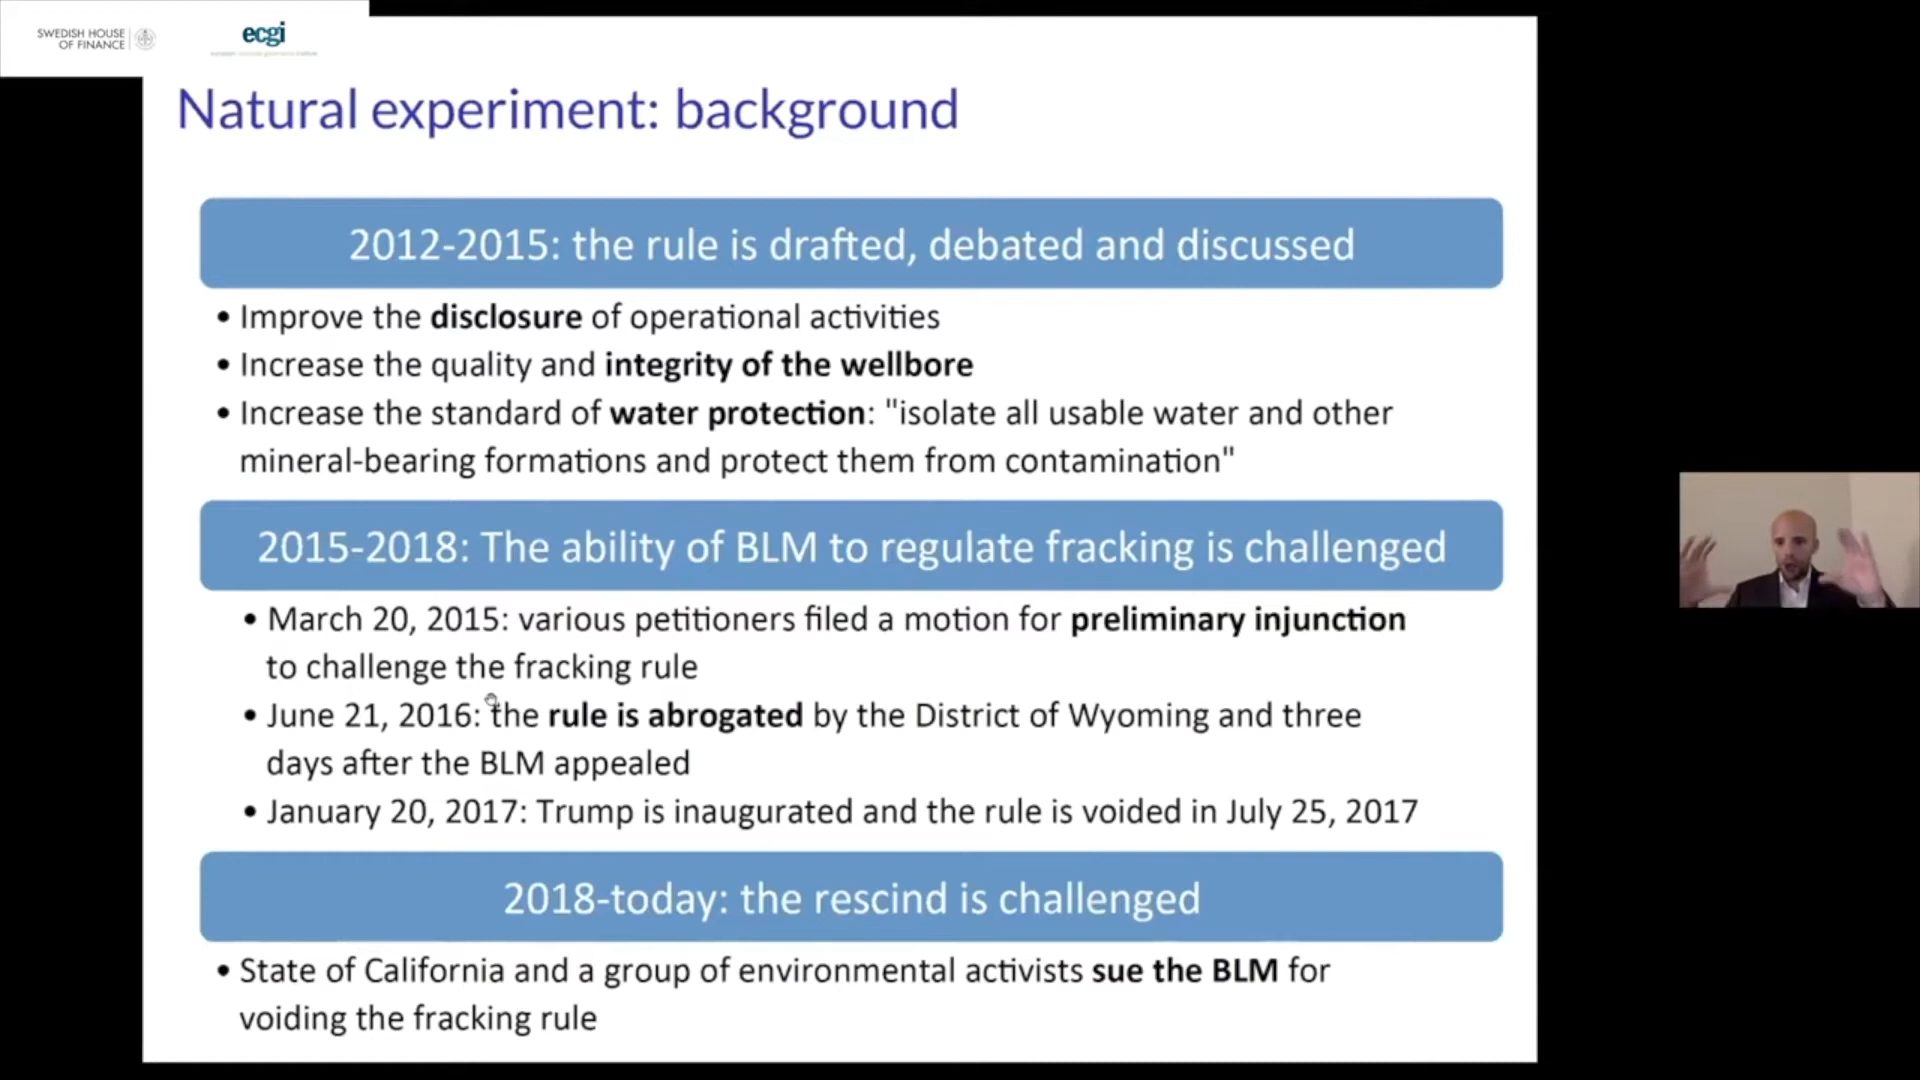 SWEDISH HOUSE
OF FINANCE
ecgi
Natural experiment: background
2012-2015: the rule is drafted, debated and discussed
• Improve the disclosure of operational activities
• Increase the quality and integrity of the wellbore
• Increase the standard of water protection: "isolate all usable water and other
mineral-bearing formations and protect them from contamination"
2015-2018: The ability of BLM to regulate fracking is challenged
• March 20, 2015: various petitioners filed a motion for preliminary injunction
to challenge the fracking rule
• June 21, 2016: the rule is abrogated by the District of Wyoming and three
days after the BLM appealed
• January 20, 2017: Trump is inaugurated and the rule is voided in July 25, 2017
2018-today: the rescind is challenged
• State of California and a group of environmental activists sue the BLM for
voiding the fracking rule